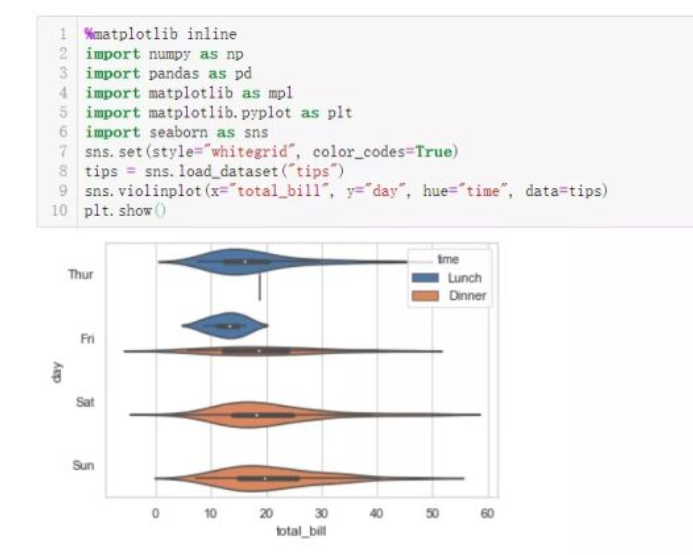 1 %matplotlib inline
2 import numpy as np
3 import pandas as pd
4 import matplotlib as mpl
5 import matplotlib.pyplot as plt
6 import seaborn as sns
7 sns.set(style="whitegrid", color_codes=True)
8 tips = sns.load_dataset("tips")
9 sns.violinplot(x="total_bill", y="day", hue="time", data=tips)
10 plt.show()
time
Lunch
Dinner
Thur
Fri
day
Sat
Sun
0 10 20 30 40 50 60
total_bill